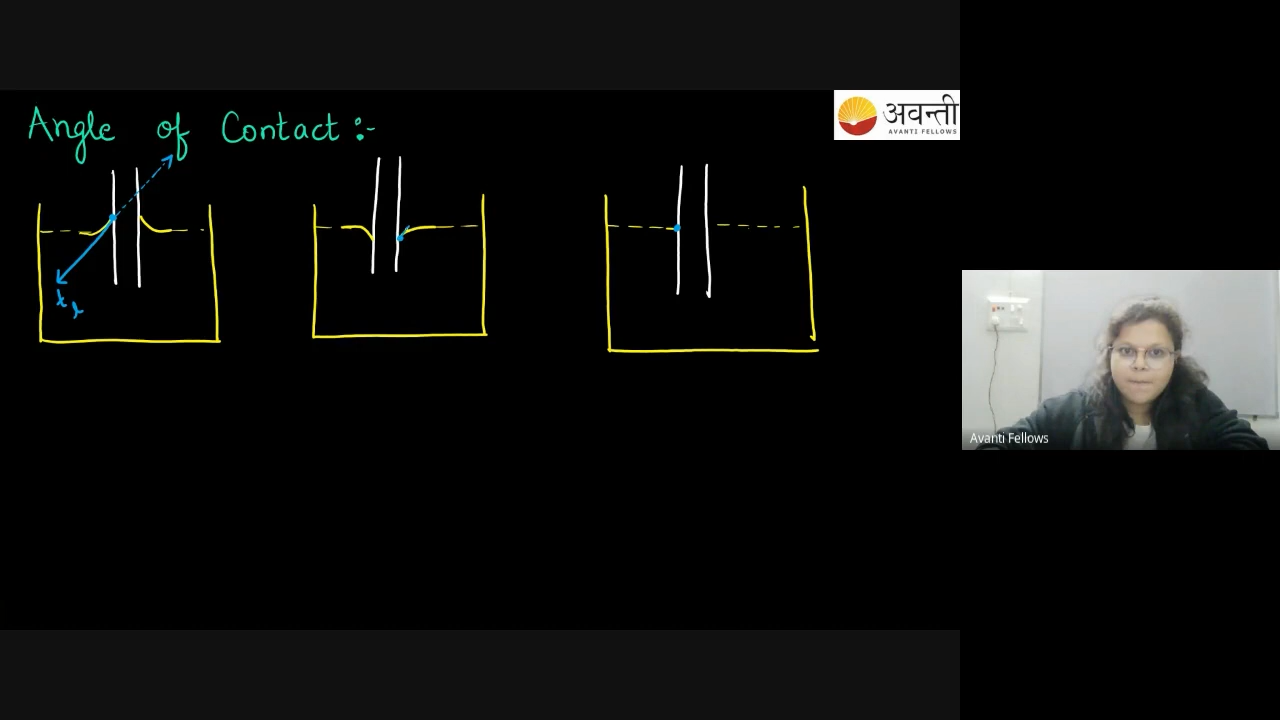 Angle of Contact :-
अवन्ती
AVANTI FELLOWS
Avanti Fellows